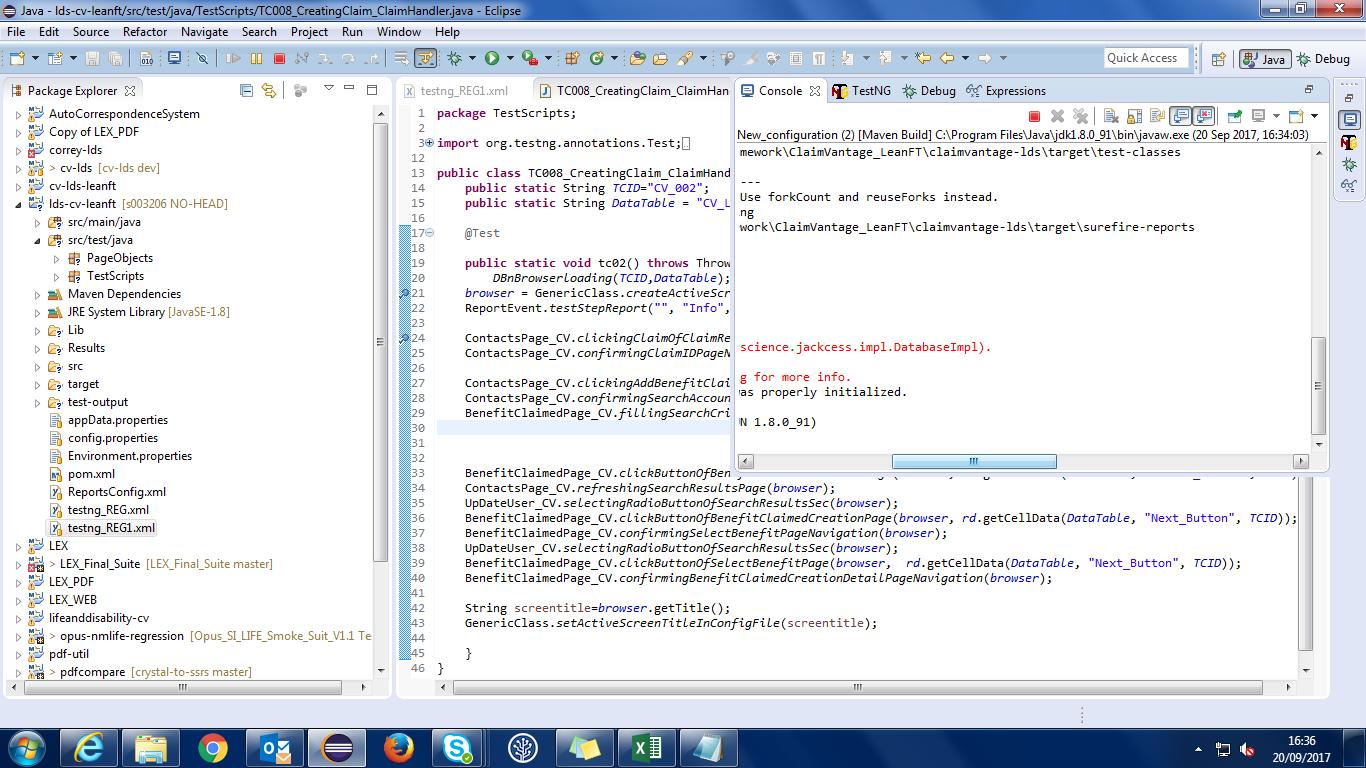 Java - lds-cv-leanft/src/test/java/TestScripts/TC008_CreatingClaim_ClaimHandler.java - Eclipse
File Edit Source Refactor Navigate Search Project Run Window Help
Quick Access
Java
Debug
Package Explorer
AutoCorrespondenceSystem
Copy of LEX_PDF
correy-lds
> cv-lds [cv-lds dev]
cv-lds-leanft
lds-cv-leanft [s003206 NO-HEAD]
src/main/java
src/test/java
PageObjects
TestScripts
Maven Dependencies
JRE System Library [JavaSE-1.8]
Lib
Results
src
target
test-output
appData.properties
config.properties
Environment.properties
pom.xml
ReportsConfig.xml
testng_REG.xml
testng_REG1.xml
LEX
> LEX_Final_Suite [LEX_Final_Suite master]
LEX_PDF
LEX_WEB
lifeanddisability-cv
> opus-nmlife-regression [Opus_SI_LIFE_Smoke_Suit_V1.1 Te
pdf-util
> pdfcompare [crystal-to-ssrs master]
testng_REG1.xml
TC008_CreatingClaim_ClaimHan
1 package TestScripts;
2
3 import org.testng.annotations.Test;
12
13 public class TC008_CreatingClaim_ClaimHand
14 public static String TCID="CV_002";
15 public static String DataTable = "CV_L
16
17 @Test
18
19 public static void tc02() throws Throw
20 DBnBrowserloading(TCID,DataTable);
21 browser = GenericClass.createActiveScr
22 ReportEvent.testStepReport("", "Info",
23
24 ContactsPage_CV.clickingClaimOfClaimRe
25 ContactsPage_CV.confirmingClaimIDPageN
26
27 ContactsPage_CV.clickingAddBenefitClai
28 ContactsPage_CV.confirmingSearchAccoun
29 BenefitClaimedPage_CV.fillingSearchCri
30
31
32
33 BenefitClaimedPage_CV.clickButtonOfBen
34 ContactsPage_CV.refreshingSearchResultsPage(browser);
35 UpDateUser_CV.selectingRadioButtonOfSearchResultsSec(browser);
36 BenefitClaimedPage_CV.clickButtonOfBenefitClaimedCreationPage(browser, rd.getCellData(DataTable, "Next_Button", TCID));
37 BenefitClaimedPage_CV.confirmingSelectBenefitPageNavigation(browser);
38 UpDateUser_CV.selectingRadioButtonOfSearchResultsSec(browser);
39 BenefitClaimedPage_CV.clickButtonOfSelectBenefitPage(browser, rd.getCellData(DataTable, "Next_Button", TCID));
40 BenefitClaimedPage_CV.confirmingBenefitClaimedCreationDetailPageNavigation(browser);
41
42 String screentitle=browser.getTitle();
43 GenericClass.setActiveScreenTitleInConfigFile(screentitle);
44
45 }
46 }
Console TestNG Debug Expressions
New_configuration (2) [Maven Build] C:\Program Files\Java\jdk1.8.0_91\bin\javaw.exe (20 Sep 2017, 16:34:03)
mework\ClaimVantage_LeanFT\claimvantage-lds\target\test-classes
---
Use forkCount and reuseForks instead.
ng
work\ClaimVantage_LeanFT\claimvantage-lds\target\surefire-reports
science.jackcess.impl.DatabaseImpl).
g for more info.
as properly initialized.
N 1.8.0_91)
16:36
20/09/2017